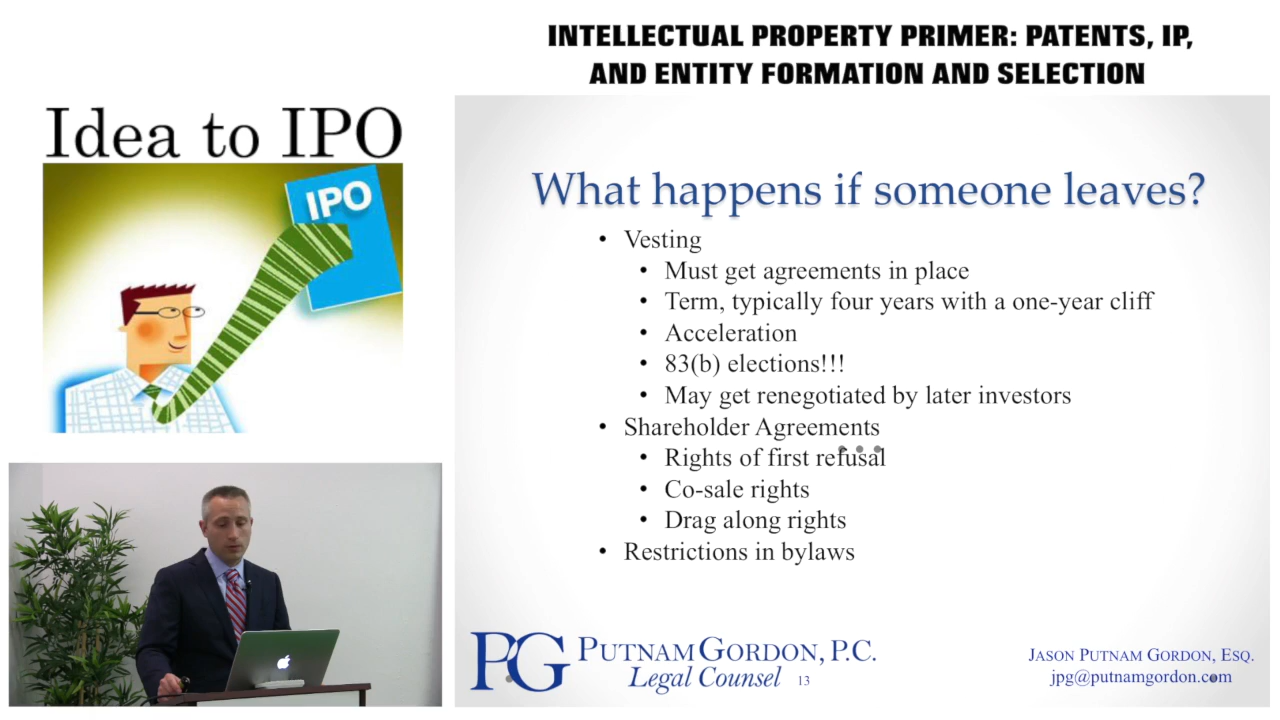 INTELLECTUAL PROPERTY PRIMER: PATENTS, IP,
AND ENTITY FORMATION AND SELECTION
Idea to IPO
IPO
What happens if someone leaves?
• Vesting
• Must get agreements in place
• Term, typically four years with a one-year cliff
• Acceleration
• 83(b) elections!!!
• May get renegotiated by later investors
• Shareholder Agreements
• Rights of first refusal
• Co-sale rights
• Drag along rights
• Restrictions in bylaws
PG PUTNAM GORDON, P.C.
Legal Counsel
13
JASON PUTNAM GORDON, ESQ.
jpg@putnamgordon.com